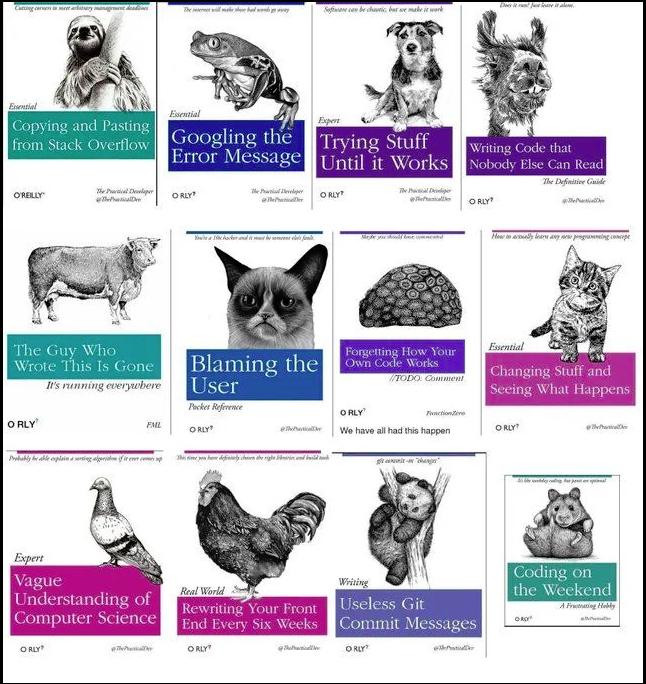 Cutting corners to meet arbitrary management deadlines
Essential
Copying and Pasting
from Stack Overflow
O'REILLY®
The Practical Developer
@ThePracticalDev
The internet will make those bad words go away
Essential
Googling the
Error Message
O RLY?
The Practical Developer
@ThePracticalDev
Software can be chaotic, but we make it work
Expert
Trying Stuff
Until it Works
O RLY?
The Practical Developer
@ThePracticalDev
Does it run? Just leave it alone.
Writing Code that
Nobody Else Can Read
The Definitive Guide
O RLY?
@ThePracticalDev
The Guy Who
Wrote This Is Gone
It's running everywhere
O RLY?
FML
You're a 10x hacker and it must be someone else's fault.
Blaming the
User
Pocket Reference
O RLY?
@ThePracticalDev
Maybe you should have commented
Forgetting How Your
Own Code Works
//TODO: Comment
O RLY?
FunctionZero
We have all had this happen
How to actually learn any new programming concept
Essential
Changing Stuff and
Seeing What Happens
O RLY?
@ThePracticalDev
Probably be able explain a sorting algorithm if it ever comes up
Expert
Vague
Understanding of
Computer Science
O RLY?
@ThePracticalDev
This time you have definitely chosen the right libraries and build tools
Real World
Rewriting Your Front
End Every Six Weeks
O RLY?
@ThePracticalDev
git commit -m "changes"
Writing
Useless Git
Commit Messages
O RLY?
@ThePracticalDev
It's like weekday coding, but pants are optional
Coding on
the Weekend
A Frustrating Hobby
O RLY?
@ThePracticalDev